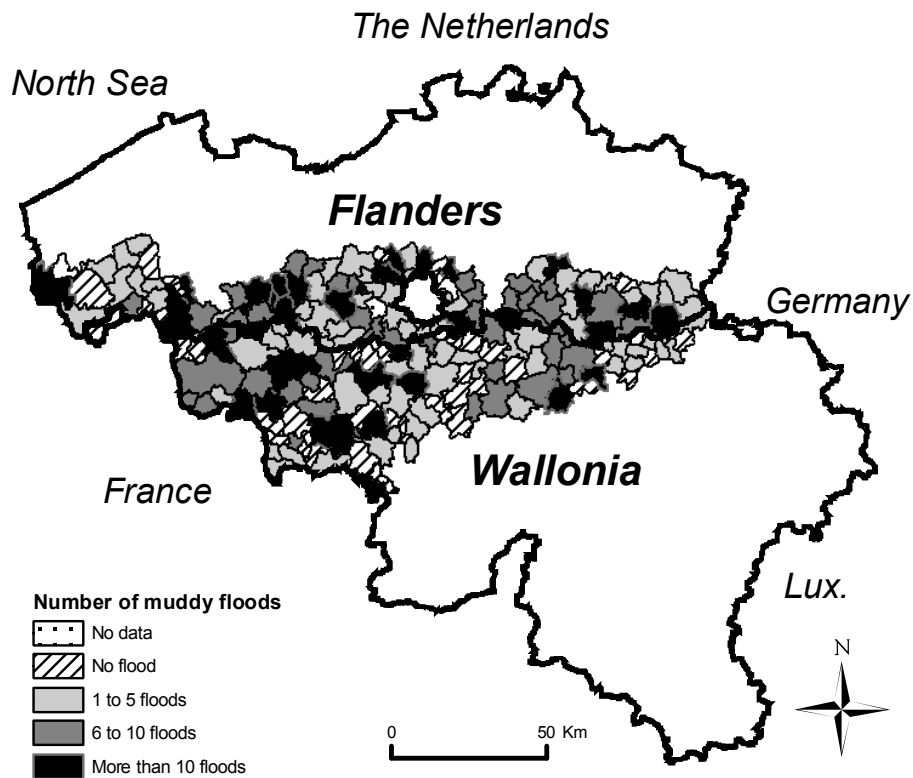 The Netherlands
North Sea
Flanders
Germany
Wallonia
France
Lux.
Number of muddy floods
No data
No flood
1 to 5 floods
6 to 10 floods
More than 10 floods
0 50 Km
N